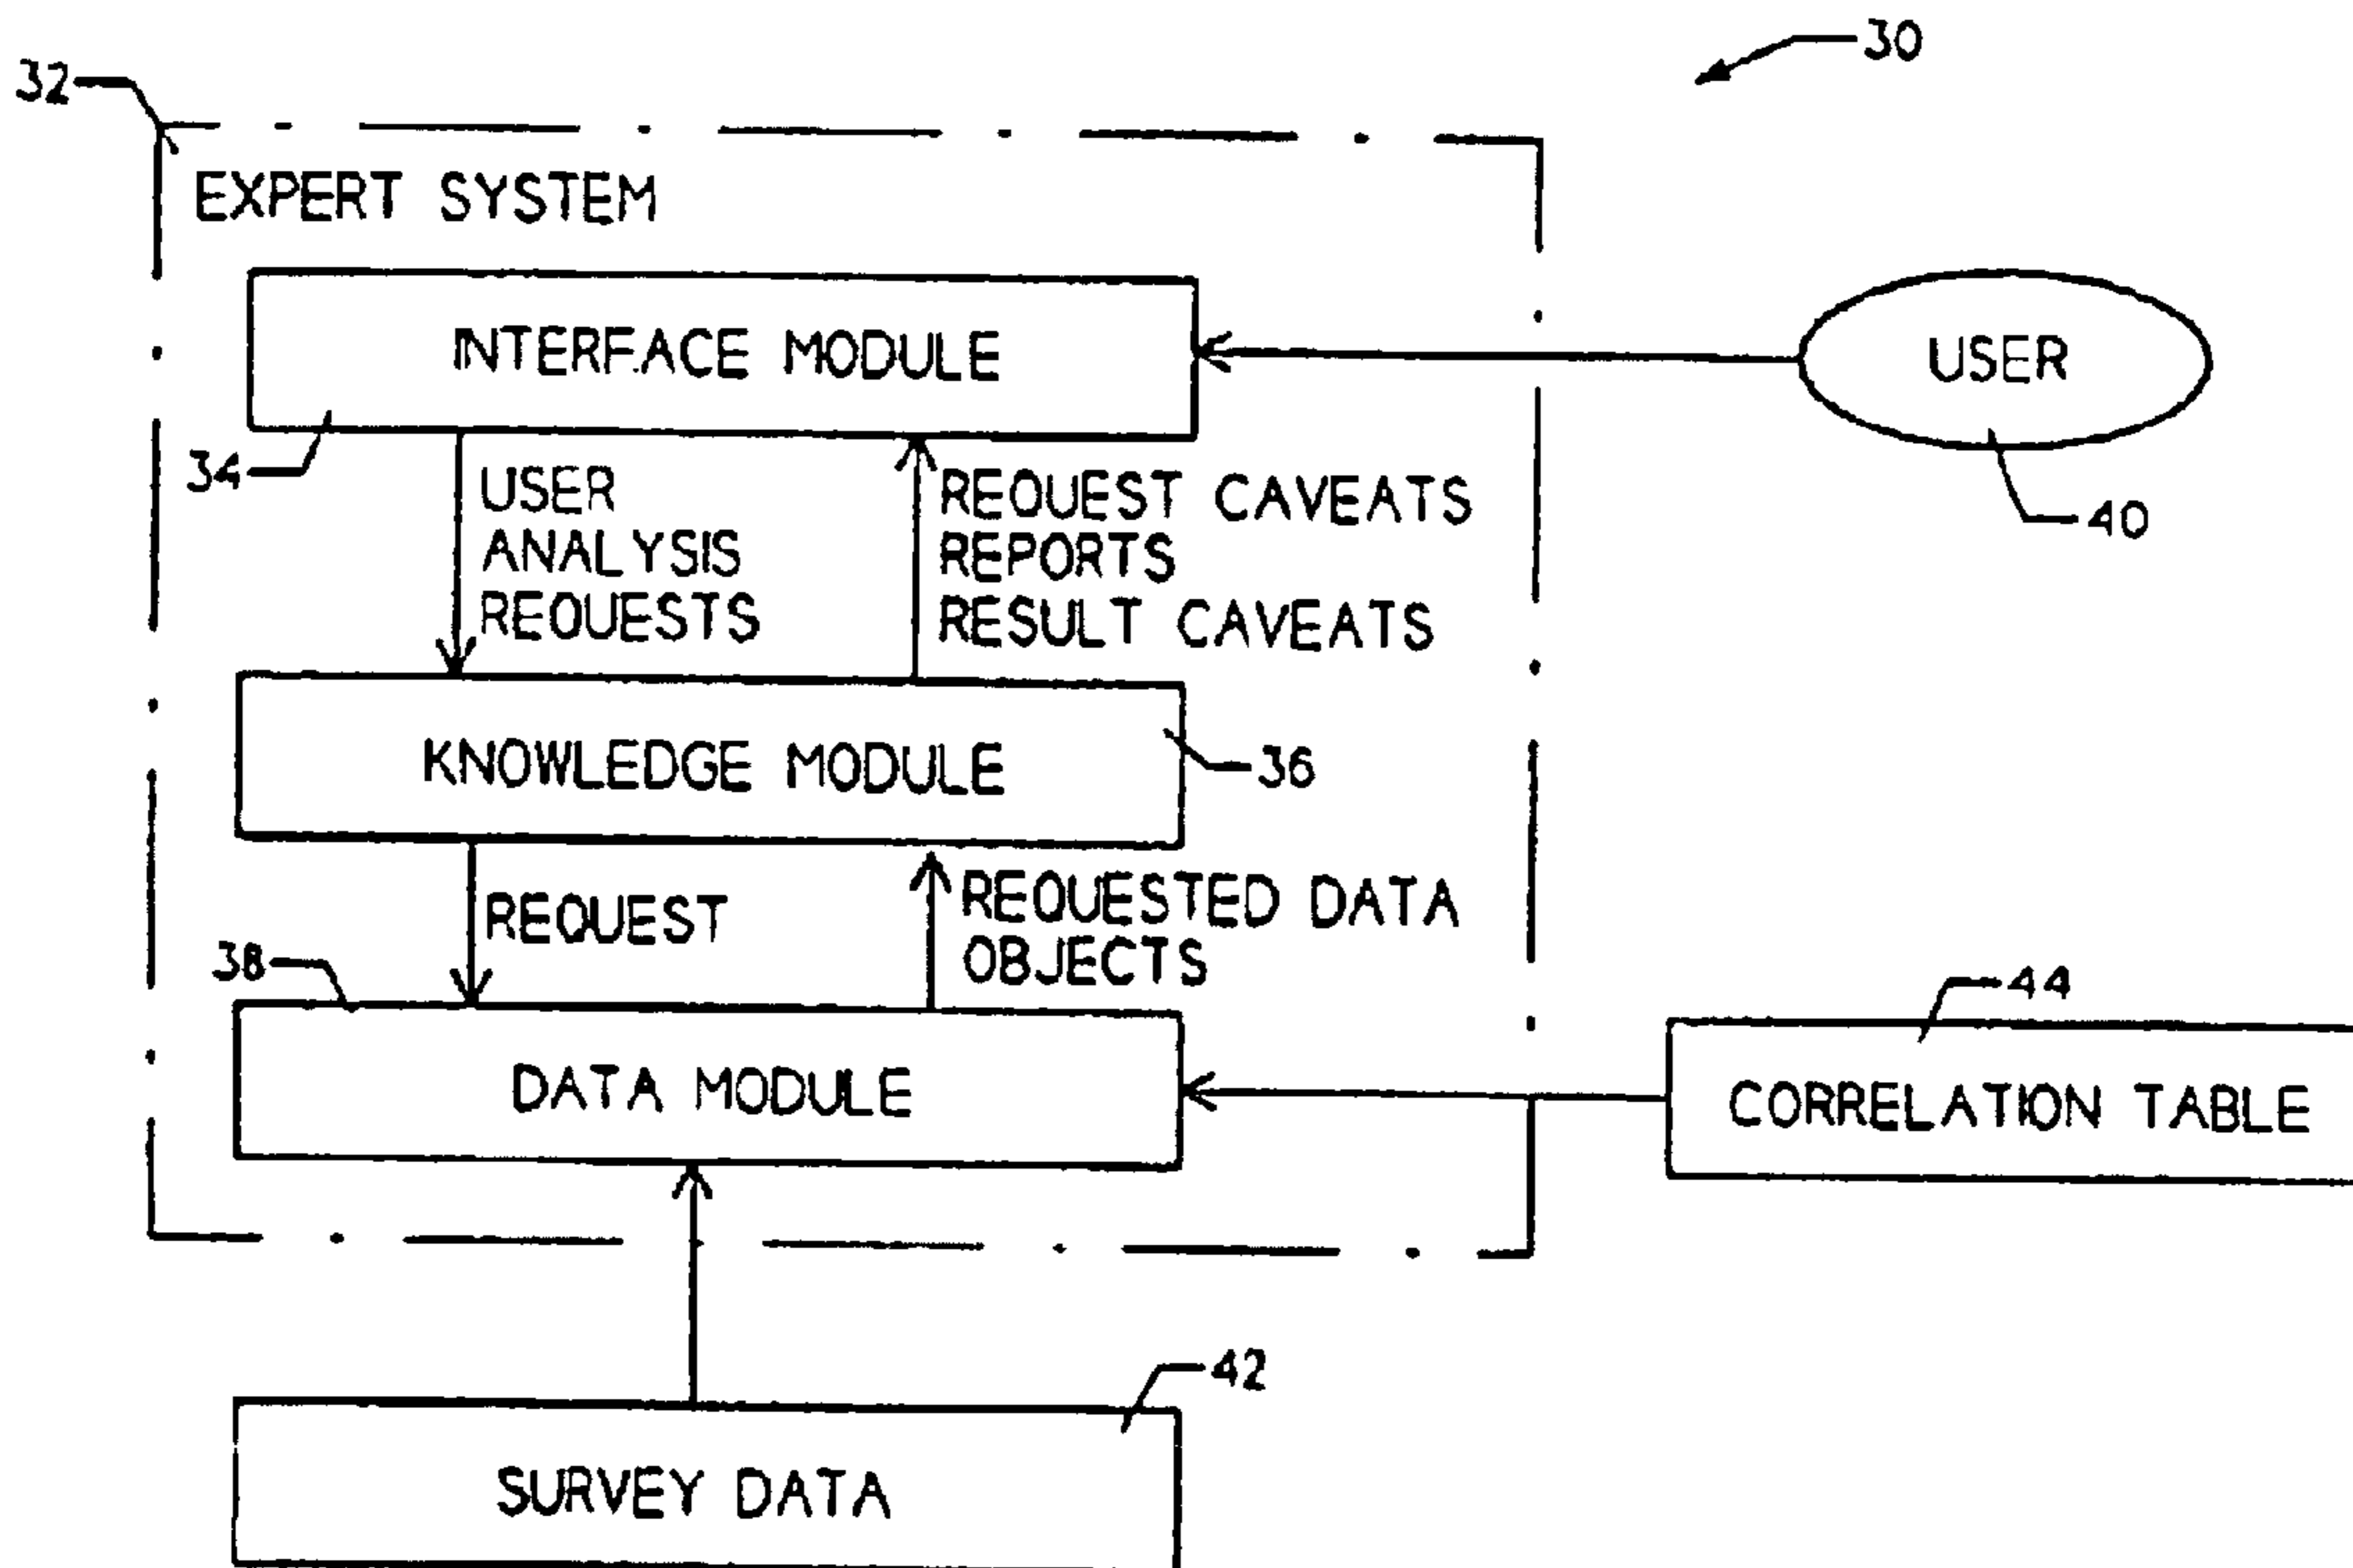 30
32
EXPERT SYSTEM
INTERFACE MODULE
USER
34
40
USER
ANALYSIS
REQUESTS
REQUEST CAVEATS
REPORTS
RESULT CAVEATS
KNOWLEDGE MODULE
36
REQUEST
REQUESTED DATA
OBJECTS
38
44
DATA MODULE
CORRELATION TABLE
42
SURVEY DATA